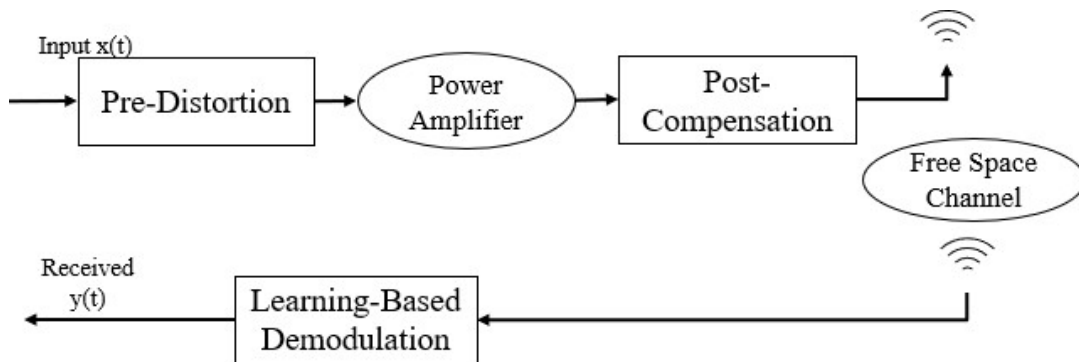 Input x(t)
Pre-Distortion
Power
Amplifier
Post-
Compensation
Free Space
Channel
Received
y(t)
Learning-Based
Demodulation